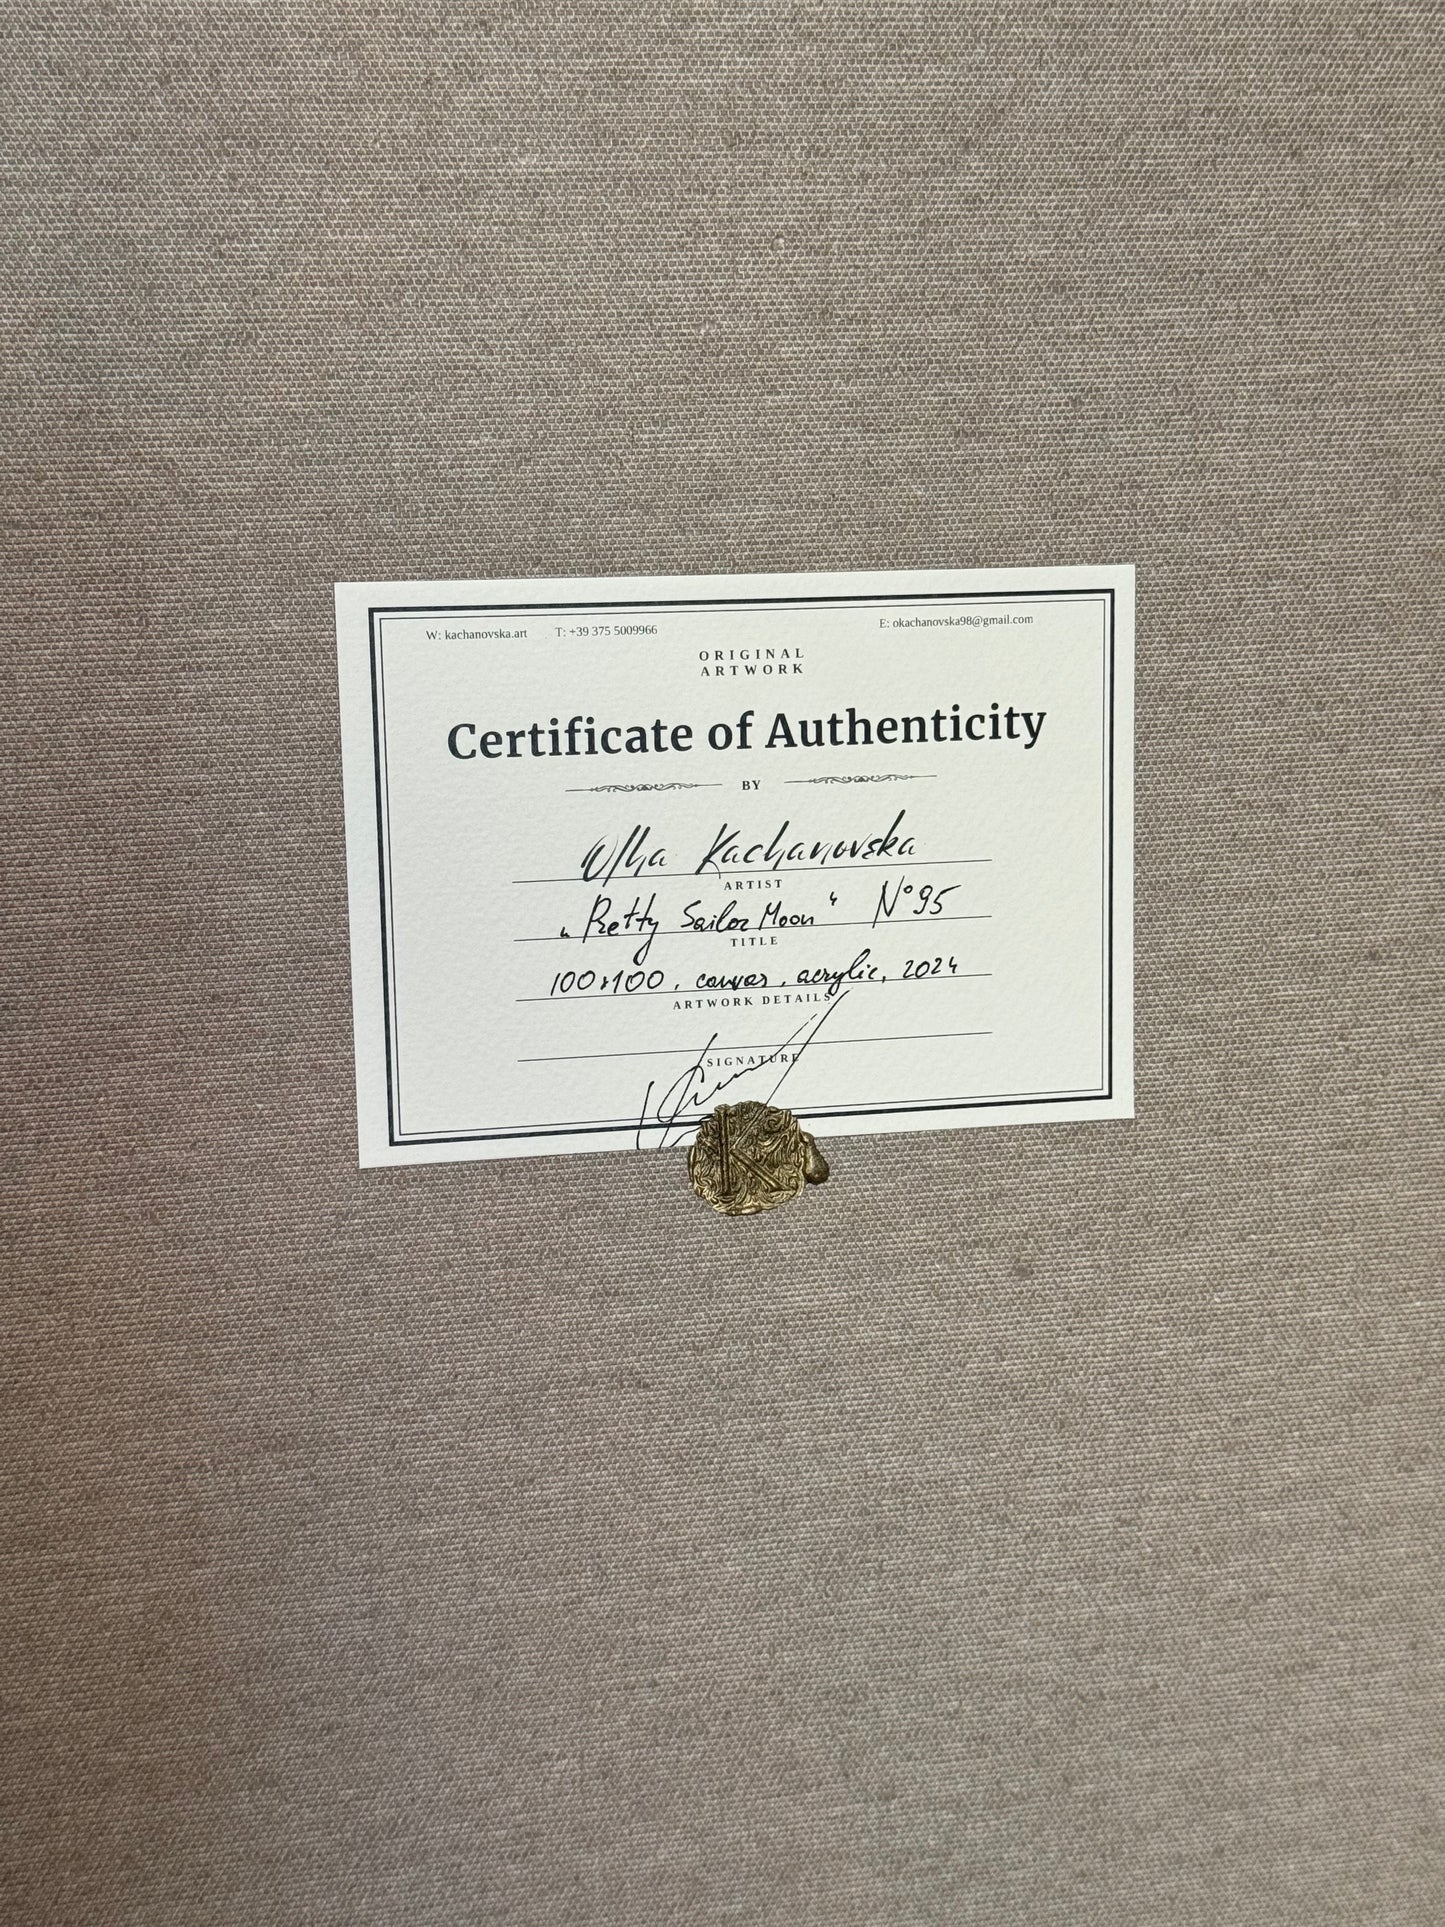 W: kachanovska.art T: +39 375 5009966 E: okachanovska98@gmail.com
ORIGINAL
ARTWORK
Certificate of Authenticity
BY
Olha Kachanovska
ARTIST
„Pretty Sailor Moon“ N°95
TITLE
100x100, canvas, acrylic, 2024
ARTWORK DETAILS
SIGNATURE
K